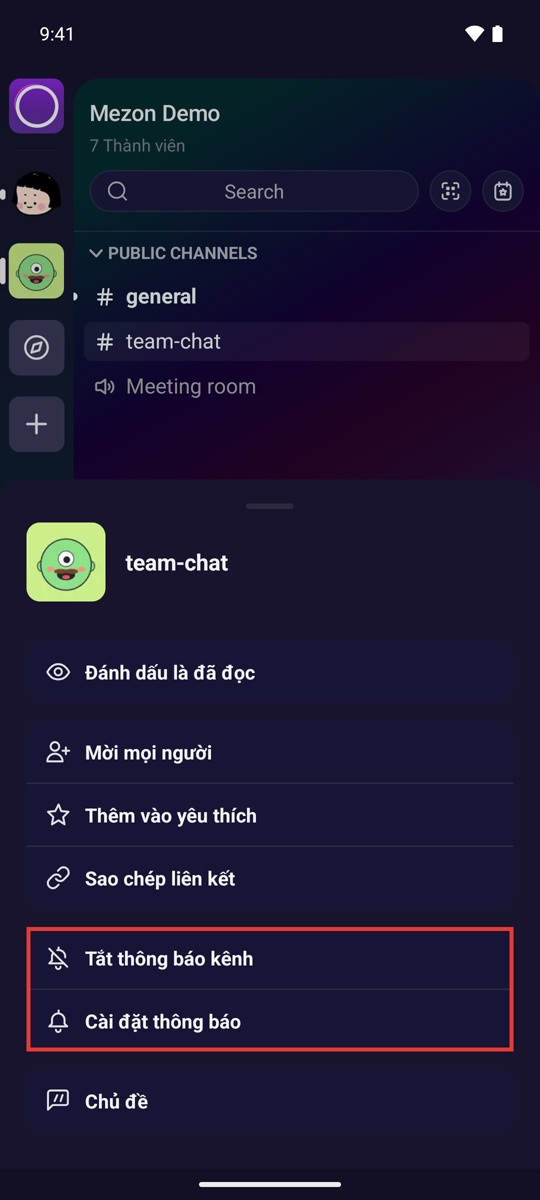 9:41
Mezon Demo
7 Thành viên
Search
PUBLIC CHANNELS
general
team-chat
Meeting room
team-chat
Đánh dấu là đã đọc
Mời mọi người
Thêm vào yêu thích
Sao chép liên kết
Tắt thông báo kênh
Cài đặt thông báo
Chủ đề